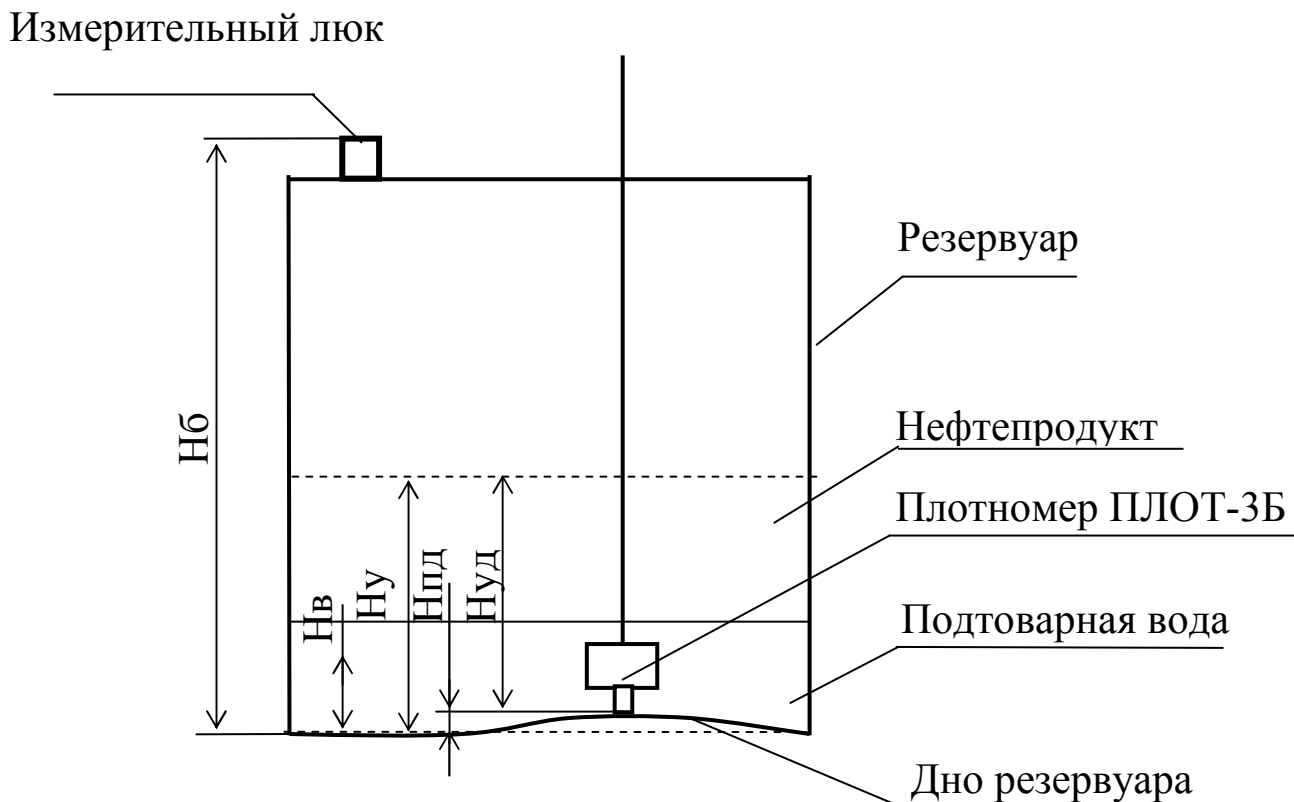 Измерительный люк
Резервуар
Нб
Нефтепродукт
Плотномер ПЛОТ-3Б
Нв
Ну
Нпд
Нуд
Подтоварная вода
Дно резервуара